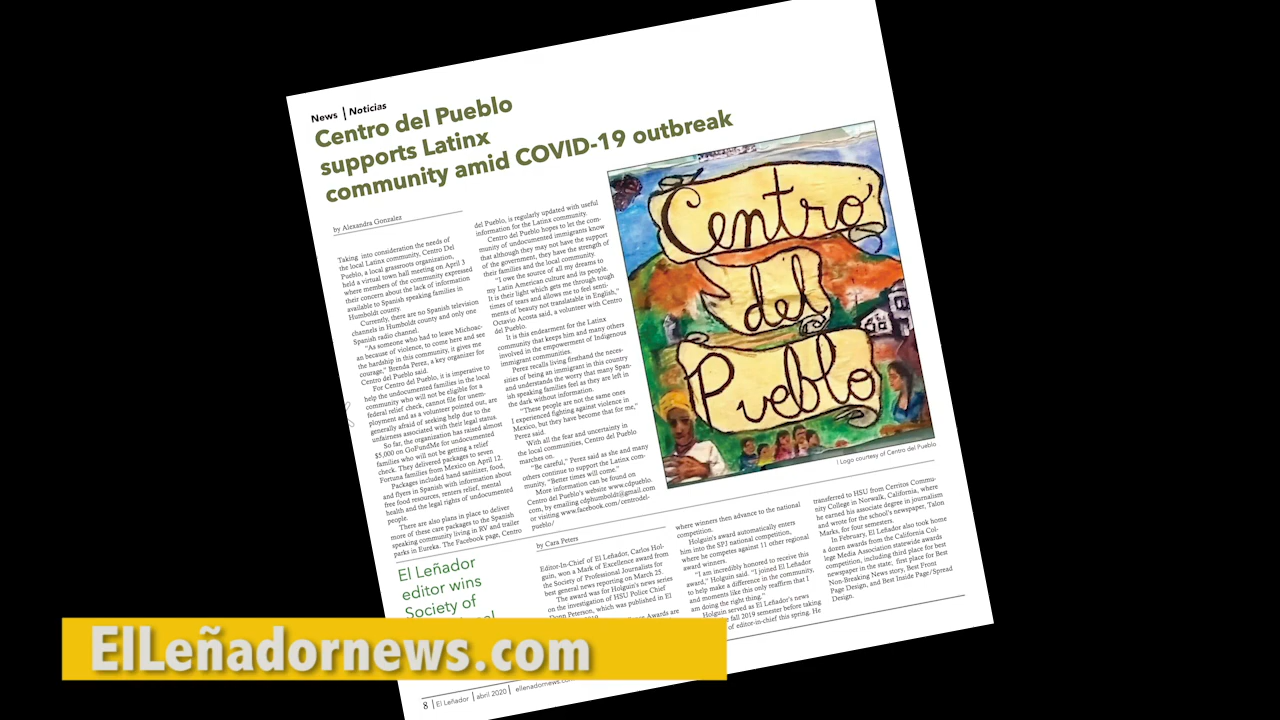 News | Noticias
Centro del Pueblo
supports Latinx
community amid COVID-19 outbreak
by Alexandra Gonzalez
Taking into consideration the needs of
the local Latinx community, Centro Del
Pueblo, a local grassroots organization,
held a virtual town hall meeting on April 3
where members of the community expressed
their concern about the lack of information
available to Spanish speaking families in
Humboldt county.
Currently, there are no Spanish television
channels in Humboldt county and only one
Spanish radio channel.
"As someone who had to leave Michoac-
an because of violence, to come here and see
the hardship in this community, it gives me
courage," Brenda Perez, a key organizer for
Centro del Pueblo said.
For Centro del Pueblo, it is imperative to
help the undocumented families in the local
community who will not be eligible for a
federal relief check, cannot file for unem-
ployment and as a volunteer pointed out, are
generally afraid of seeking help due to the
unfairness associated with their legal status.
So far, the organization has raised almost
$5,000 on GoFundMe for undocumented
families who will not be getting a relief
check. They delivered packages to seven
Fortuna families from Mexico on April 12.
Packages included hand sanitizer, food,
and flyers in Spanish with information about
free food resources, renters relief, mental
health and the legal rights of undocumented
people.
There are also plans in place to deliver
more of these care packages to the Spanish
speaking community living in RV and trailer
parks in Eureka. The Facebook page, Centro
del Pueblo, is regularly updated with useful
information for the Latinx community.
Centro del Pueblo hopes to let the com-
munity of undocumented immigrants know
that although they may not have the support
of the government, they have the strength of
their families and the local community.
"I owe the source of all my dreams to
my Latin American culture and its people.
It is their light which gets me through tough
times of tears and allows me to feel senti-
ments of beauty not translatable in English,"
Octavio Acosta said, a volunteer with Centro
del Pueblo.
It is this endearment for the Latinx
community that keeps him and many others
involved in the empowerment of Indigenous
immigrant communities.
Perez recalls living firsthand the neces-
sities of being an immigrant in this country
and understands the worry that many Span-
ish speaking families feel as they are left in
the dark without information.
"These people are not the same ones
I experienced fighting against violence in
Mexico, but they have become that for me,"
Perez said.
With all the fear and uncertainty in
the local communities, Centro del Pueblo
marches on.
"Be careful," Perez said as she and many
others continue to support the Latinx com-
munity, "Better times will come."
More information can be found on
Centro del Pueblo's website www.cdpueblo.
com, by emailing cdphumboldt@gmail.com
or visiting www.facebook.com/centrodel-
pueblo/
Centro
del
Pueblo
Logo courtesy of Centro del Pueblo
El Leñador
editor wins
Society of
by Cara Peters
Editor-In-Chief of El Leñador, Carlos Hol-
guin, won a Mark of Excellence award from
the Society of Professional Journalists for
best general news reporting on March 25.
The award was for Holguin's news series
on the investigation of HSU Police Chief
Donn Peterson, which was published in El
Awards are
where winners then advance to the national
competition.
Holguin's award automatically enters
him into the SPJ national competition,
where he competes against 11 other regional
award winners.
"I am incredibly honored to receive this
award," Holguin said. "I joined El Leñador
to help make a difference in the community,
and moments like this only reaffirm that I
am doing the right thing."
Holguin served as El Leñador's news
fall 2019 semester before taking
of editor-in-chief this spring. He
transferred to HSU from Cerritos Commu-
nity College in Norwalk, California, where
he earned his associate degree in journalism
and wrote for the school's newspaper, Talon
Marks, for four semesters.
In February, El Leñador also took home
a dozen awards from the California Col-
lege Media Association statewide awards
competition, including third place for best
newspaper in the state; first place for Best
Non-Breaking News story, Best Front
Page Design, and Best Inside Page/Spread
Design.
ElLeñadornews.com
8 | El Leñador | abril 2020 | ellenadornews.com